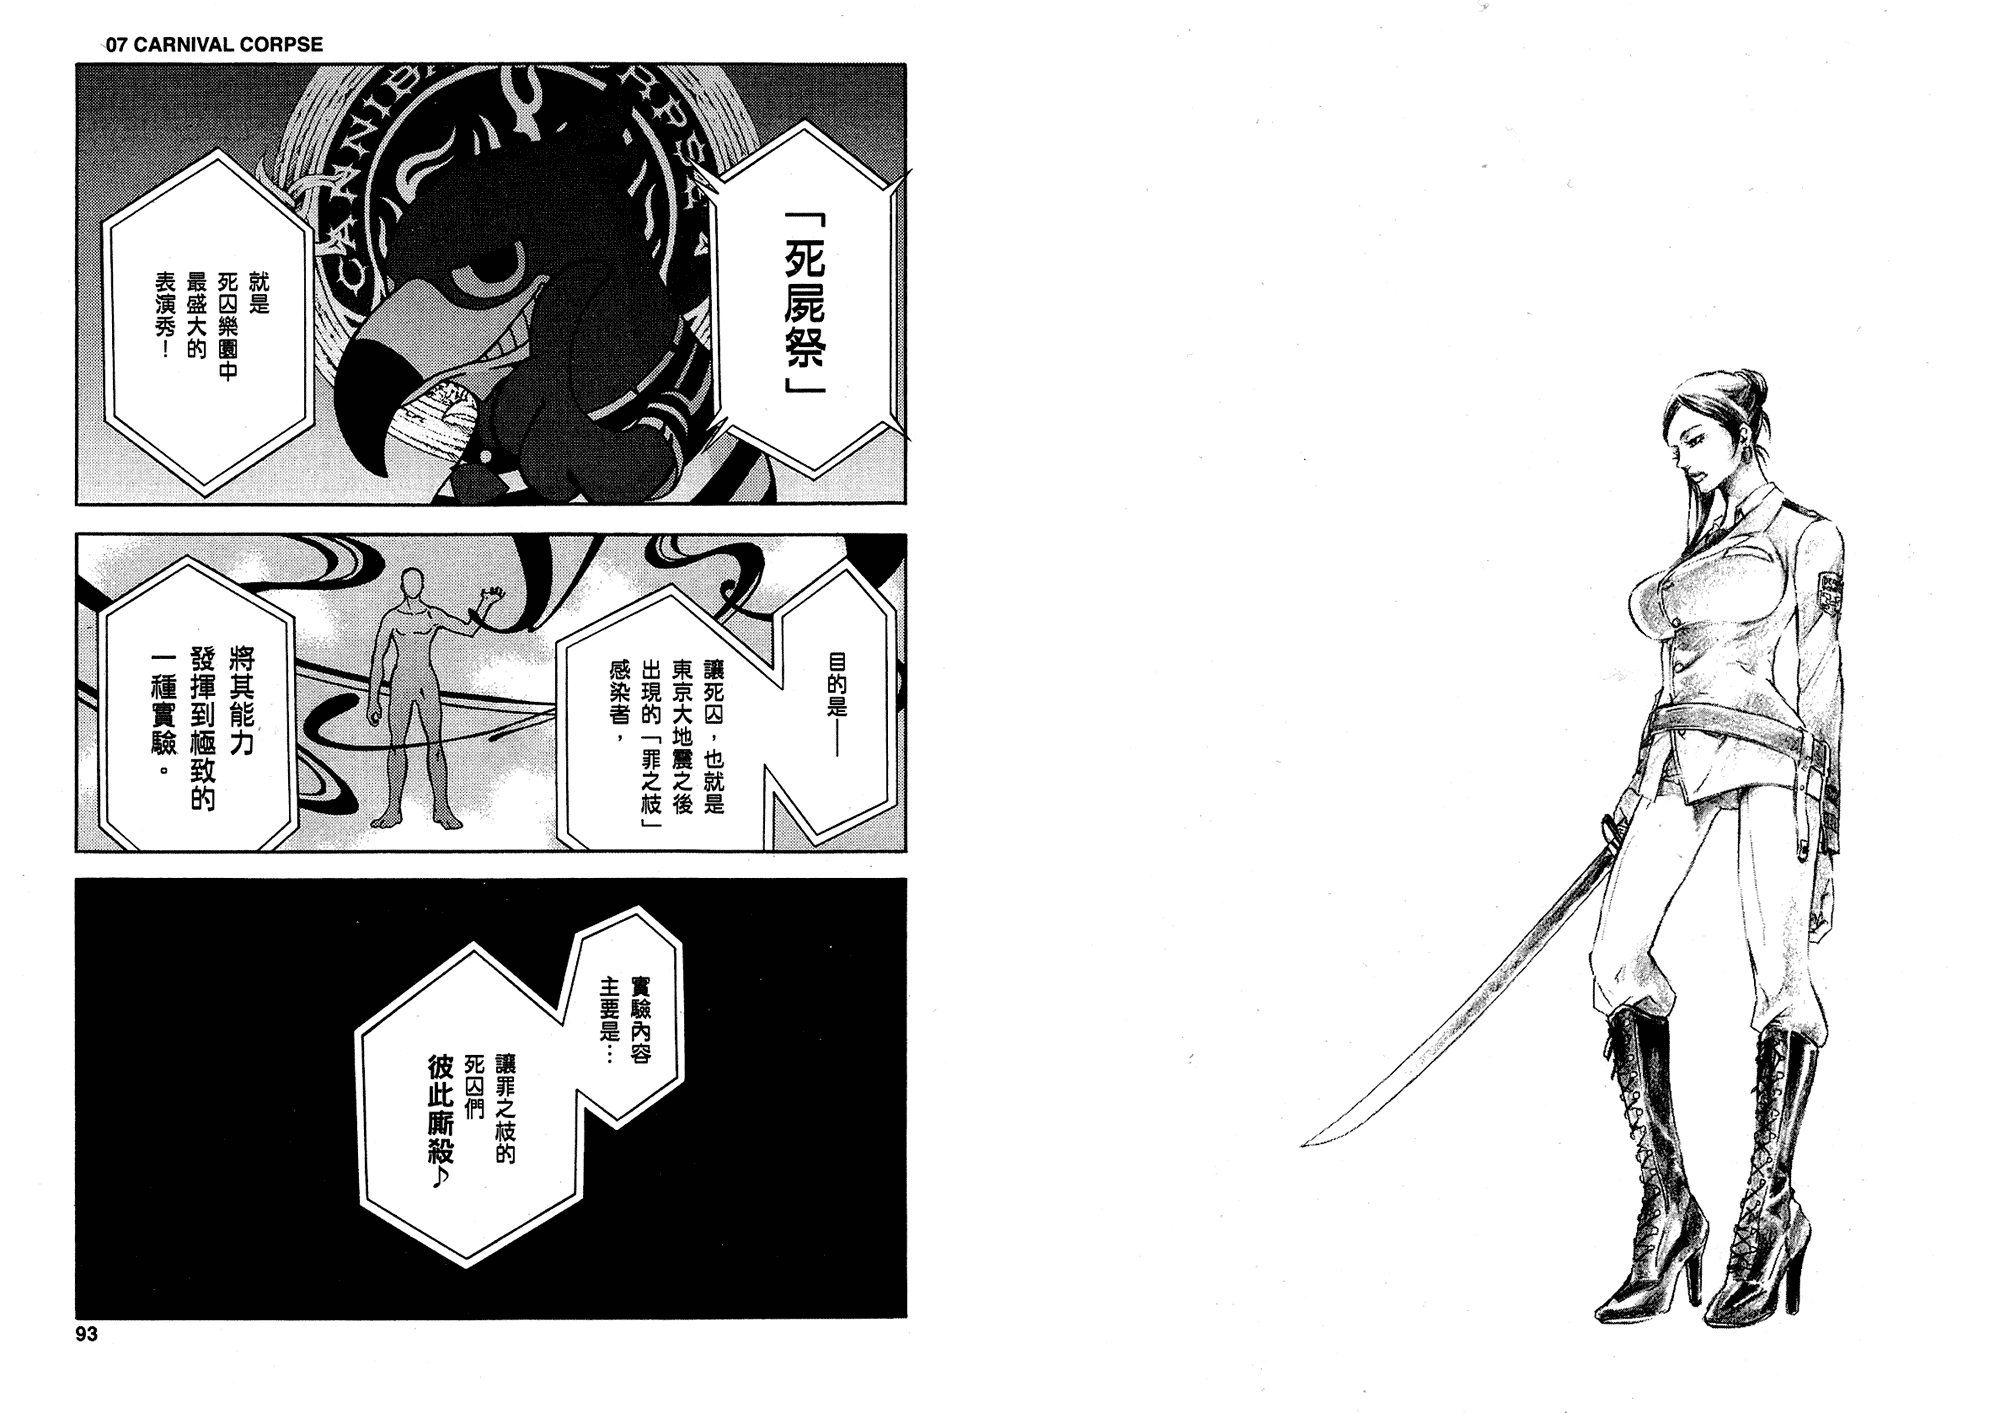 07 CARNIVAL CORPSE
CANNIBAL CORPSE
「死屍祭」
就是
死囚樂園中
最盛大的
表演秀！
目的是——
讓死囚，也就是
東京大地震之後
出現的「罪之枝」
感染者，
將其能力
發揮到極致的
一種實驗。
實驗內容
主要是…
讓罪之枝的
死囚們
彼此廝殺♪
93